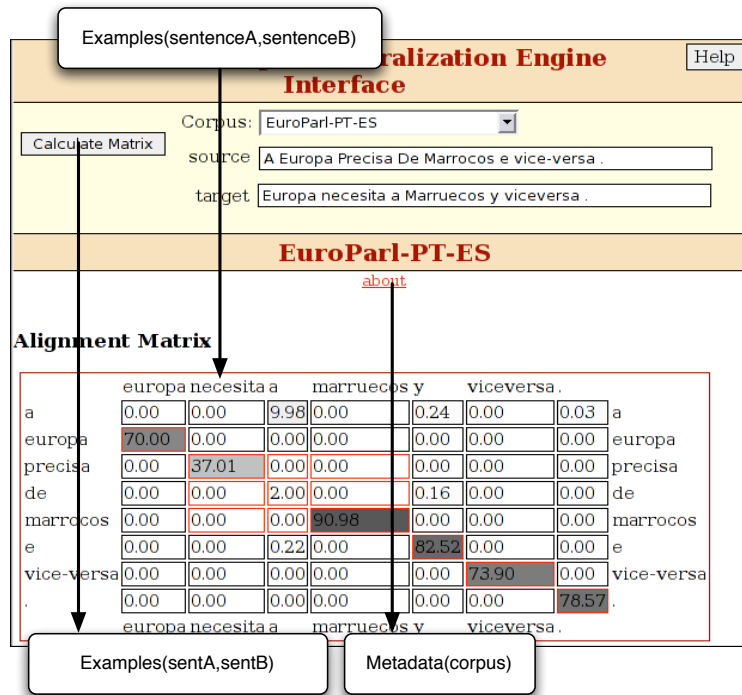 Examples(sentenceA,sentenceB)
ralization Engine
Interface
Help
Corpus: EuroParl-PT-ES
Calculate Matrix
source A Europa Precisa De Marrocos e vice-versa .
target Europa necesita a Marruecos y viceversa .
EuroParl-PT-ES
about
Alignment Matrix
europa necesita a marruecos y viceversa .
a 0.00 0.00 9.98 0.00 0.24 0.00 0.03 a
europa 70.00 0.00 0.00 0.00 0.00 0.00 0.00 europa
precisa 0.00 37.01 0.00 0.00 0.00 0.00 0.00 precisa
de 0.00 0.00 2.00 0.00 0.16 0.00 0.00 de
marrocos 0.00 0.00 0.00 90.98 0.00 0.00 0.00 marrocos
e 0.00 0.00 0.22 0.00 82.52 0.00 0.00 e
vice-versa 0.00 0.00 0.00 0.00 0.00 73.90 0.00 vice-versa
. 0.00 0.00 0.00 0.00 0.00 0.00 78.57 .
europa necesita a marruecos y viceversa .
Examples(sentA,sentB)
Metadata(corpus)